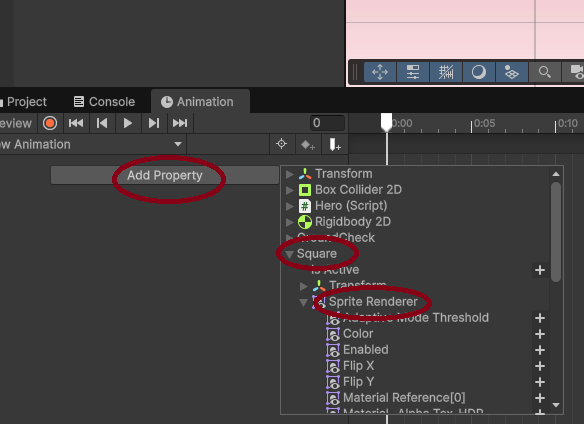 Project Console Animation
eview 0 0:00 0:05 0:10
w Animation
Add Property
Transform
Box Collider 2D
# Hero (Script)
Rigidbody 2D
GroundCheck
Square
Is Active
Transform
Sprite Renderer
Adaptive Mode Threshold
Color
Enabled
Flip X
Flip Y
Material Reference[0]
Material._Alpha Tex_HDR